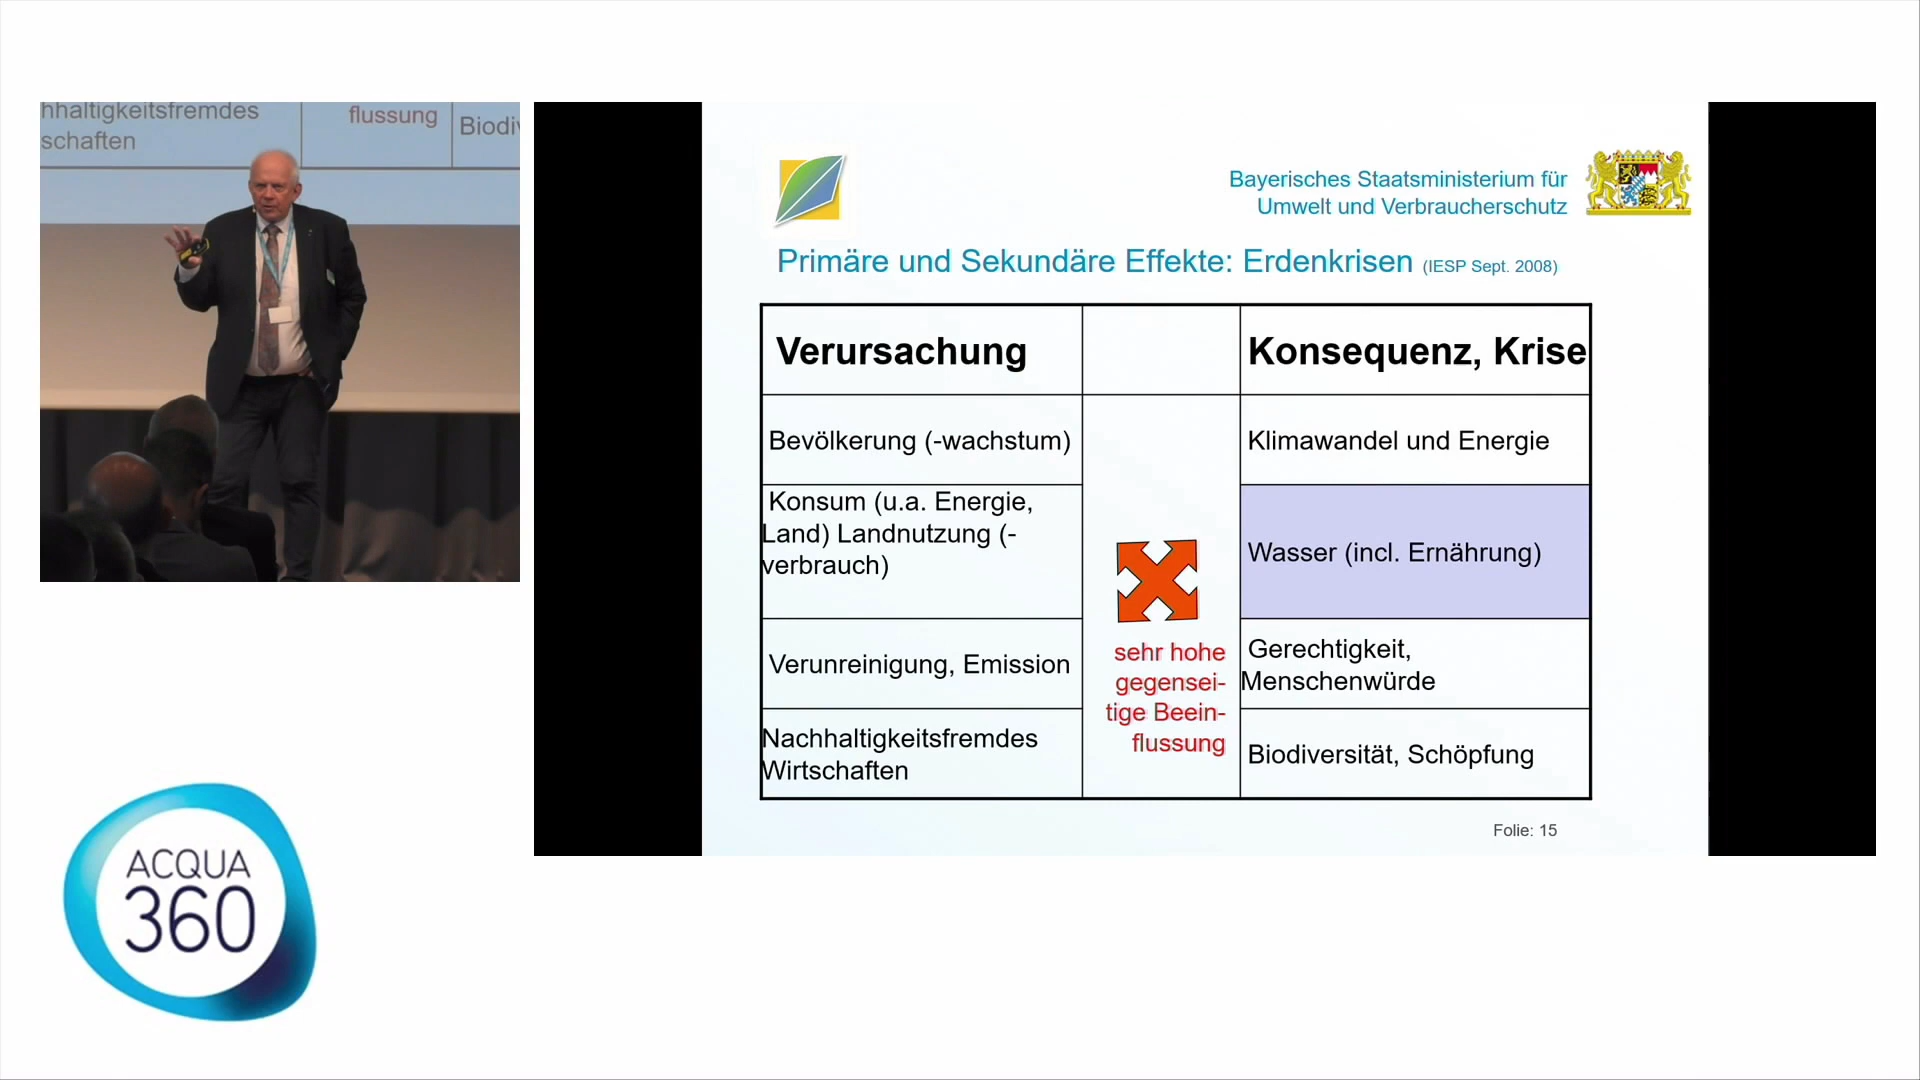 hhaltigkeitsfremdes
schaften
flussung
Biodiv
Bayerisches Staatsministerium für
Umwelt und Verbraucherschutz
Primäre und Sekundäre Effekte: Erdenkrisen (IESP Sept. 2008)
Verursachung
Konsequenz, Krise
Bevölkerung (-wachstum)
Klimawandel und Energie
Konsum (u.a. Energie,
Land) Landnutzung (-
verbrauch)
Wasser (incl. Ernährung)
Verunreinigung, Emission
sehr hohe
gegensei-
tige Beein-
flussung
Gerechtigkeit,
Menschenwürde
Nachhaltigkeitsfremdes
Wirtschaften
Biodiversität, Schöpfung
Folie: 15
ACQUA
360